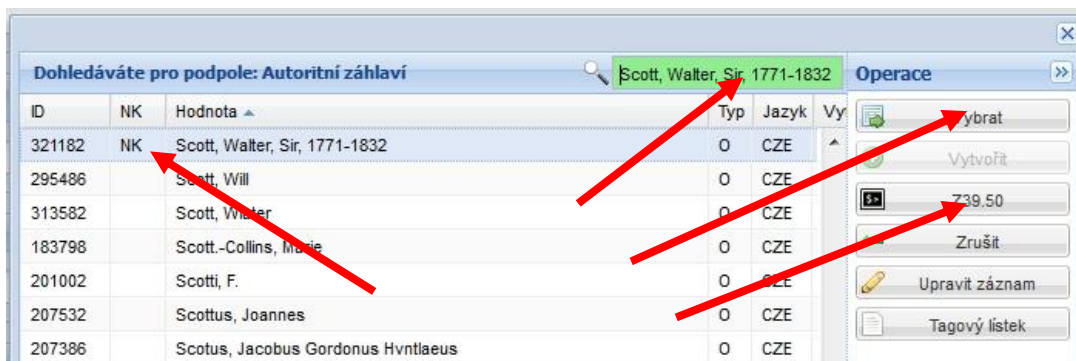 Dohledáváte pro podpole: Autoritní záhlaví Scott, Walter, Sir, 1771-1832 Operace
ID NK Hodnota Typ Jazyk
321182 NK Scott, Walter, Sir, 1771-1832 O CZE
295486 Scott, Will O CZE
313582 Scott, O CZE
183798 Scott.-Collins, Marie O CZE
201002 Scotti, F. O CZE
207532 Scottus, Joannes O CZE
207386 Scotus, Jacobus Gordonus Hvntlaeus O CZE
Vybrat
Vytvořit
Z39.50
Zrušit
Upravit záznam
Tagový lístek